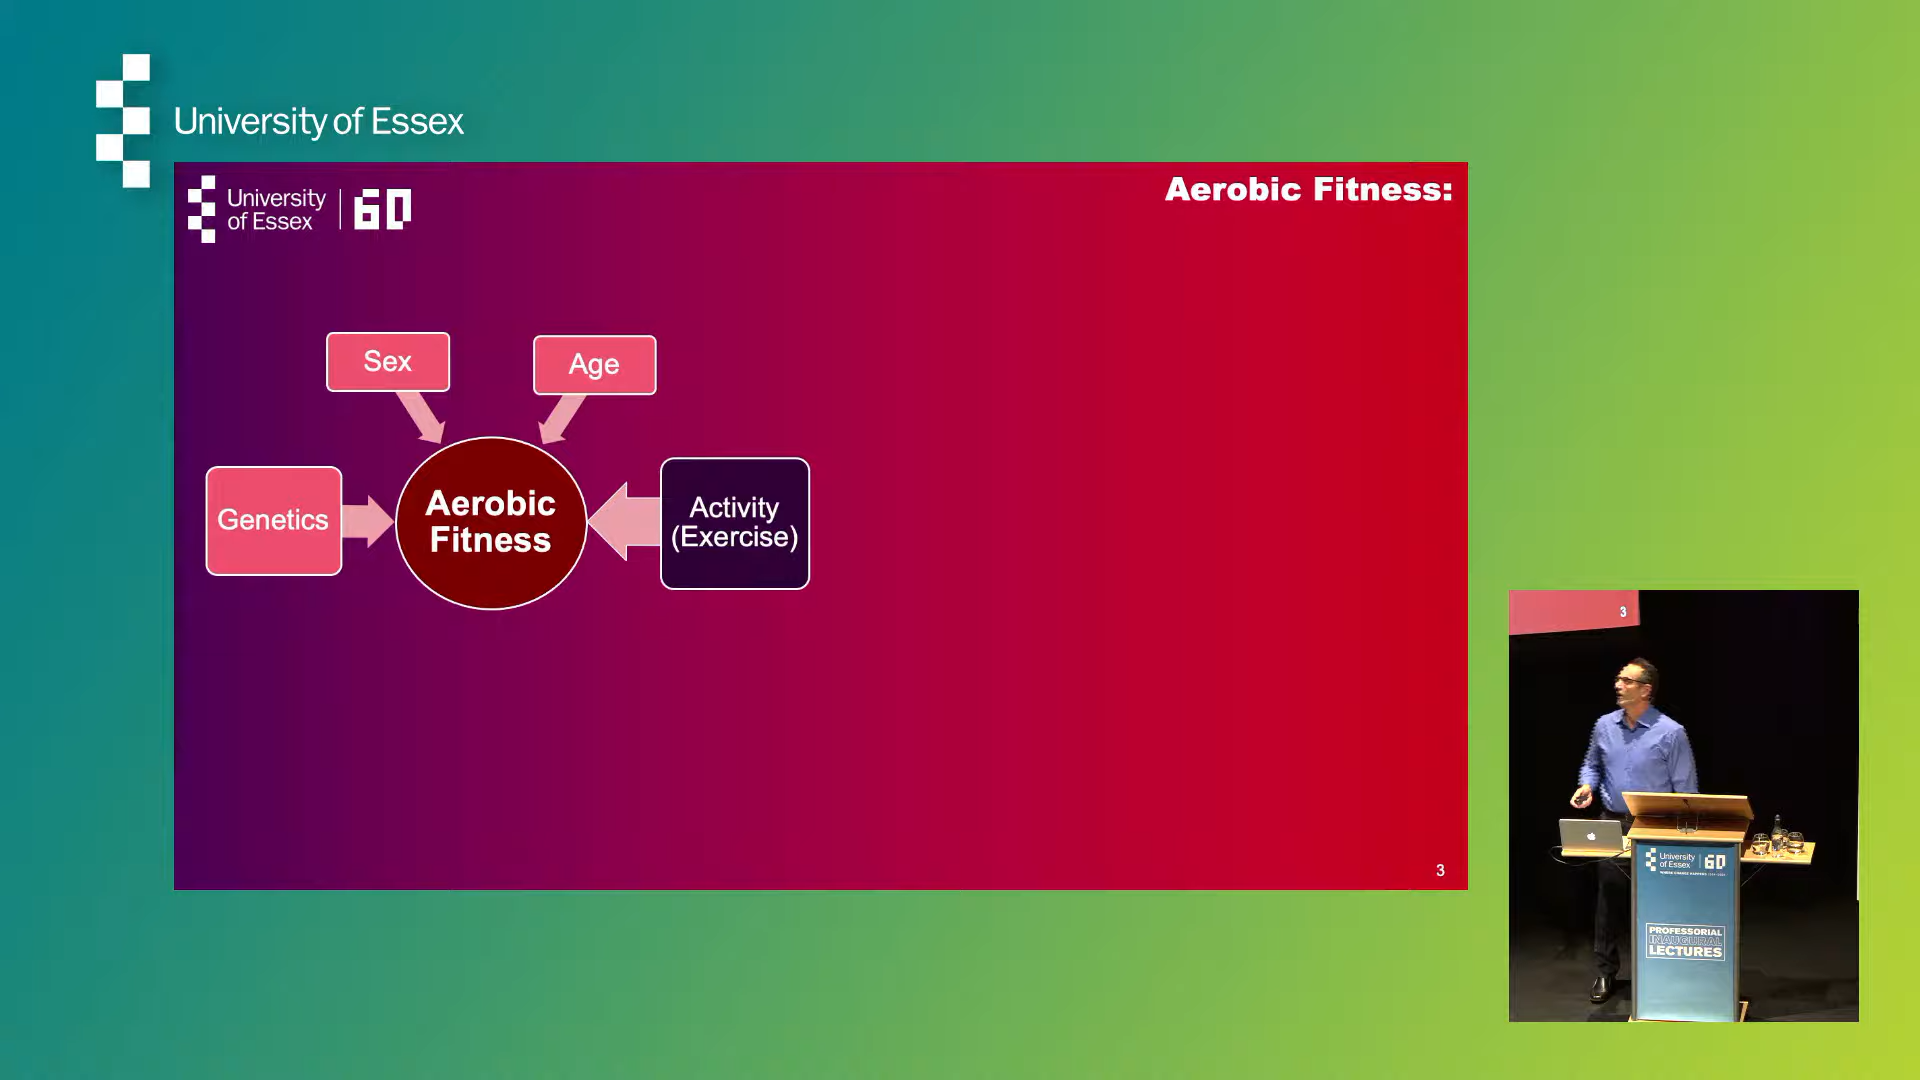 University of Essex
University
of Essex
60
Aerobic Fitness:
Sex
Age
Genetics
Aerobic
Fitness
Activity
(Exercise)
3
3
University
of Essex
60
PROFESSORIAL
INAUGURAL
LECTURES